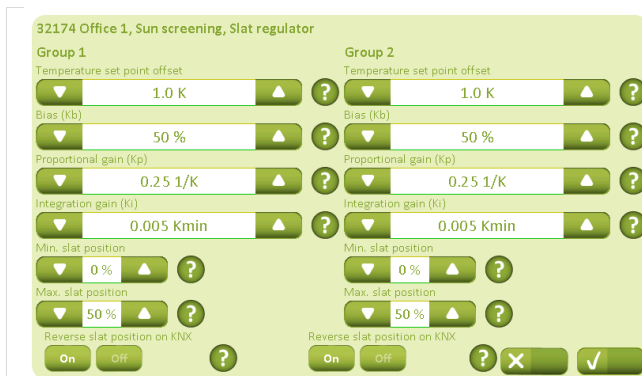 32174 Office 1, Sun screening, Slat regulator
Group 1 Group 2
Temperature set point offset Temperature set point offset
1.0 K ? 1.0 K ?
Bias (Kb) Bias (Kb)
50 % ? 50 % ?
Proportional gain (Kp) Proportional gain (Kp)
0.25 1/K ? 0.25 1/K ?
Integration gain (Ki) Integration gain (Ki)
0.005 Kmin ? 0.005 Kmin ?
Min. slat position Min. slat position
0 % ? 0 % ?
Max. slat position Max. slat position
50 % ? 50 % ?
Reverse slat position on KNX Reverse slat position on KNX
On Off ? On Off ?